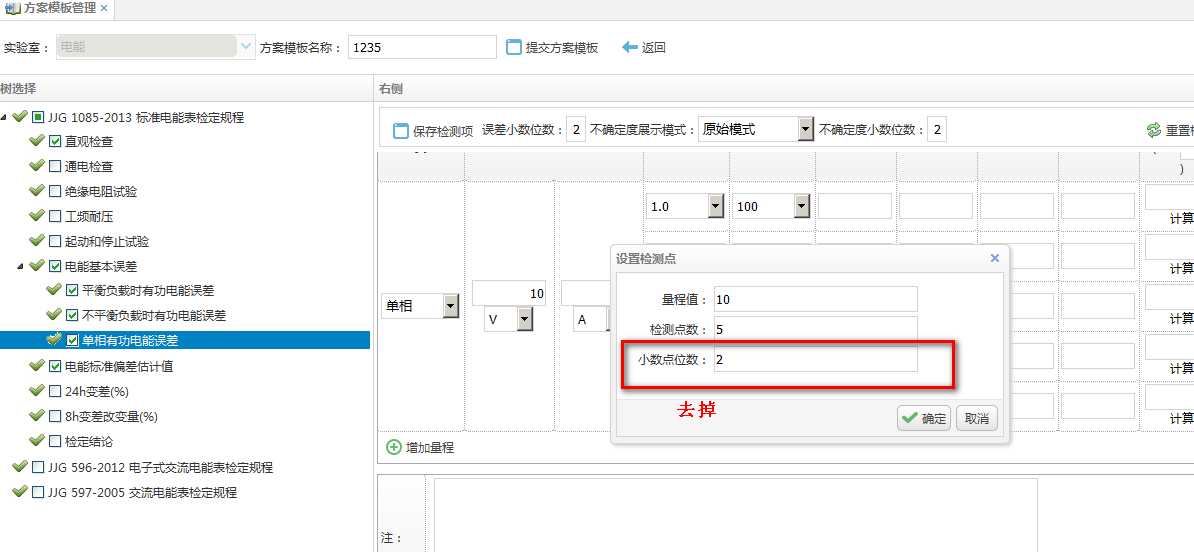 方案模板管理 ×
实验室： 电能 方案模板名称： 1235 提交方案模板 返回
树选择
JJG 1085-2013 标准电能表检定规程
直观检查
通电检查
绝缘电阻试验
工频耐压
起动和停止试验
电能基本误差
平衡负载时有功电能误差
不平衡负载时有功电能误差
单相有功电能误差
电能标准偏差估计值
24h变差(%)
8h变差改变量(%)
检定结论
JJG 596-2012 电子式交流电能表检定规程
JJG 597-2005 交流电能表检定规程
右侧
保存检测项 误差小数位数： 2 不确定度展示模式： 原始模式 不确定度小数位数： 2 重置
)
1.0 100
计算
计算
单相 10
V A
计算
计算
计算
增加量程
注：
设置检测点 ×
量程值： 10
检测点数： 5
小数点位数： 2
去掉
确定 取消